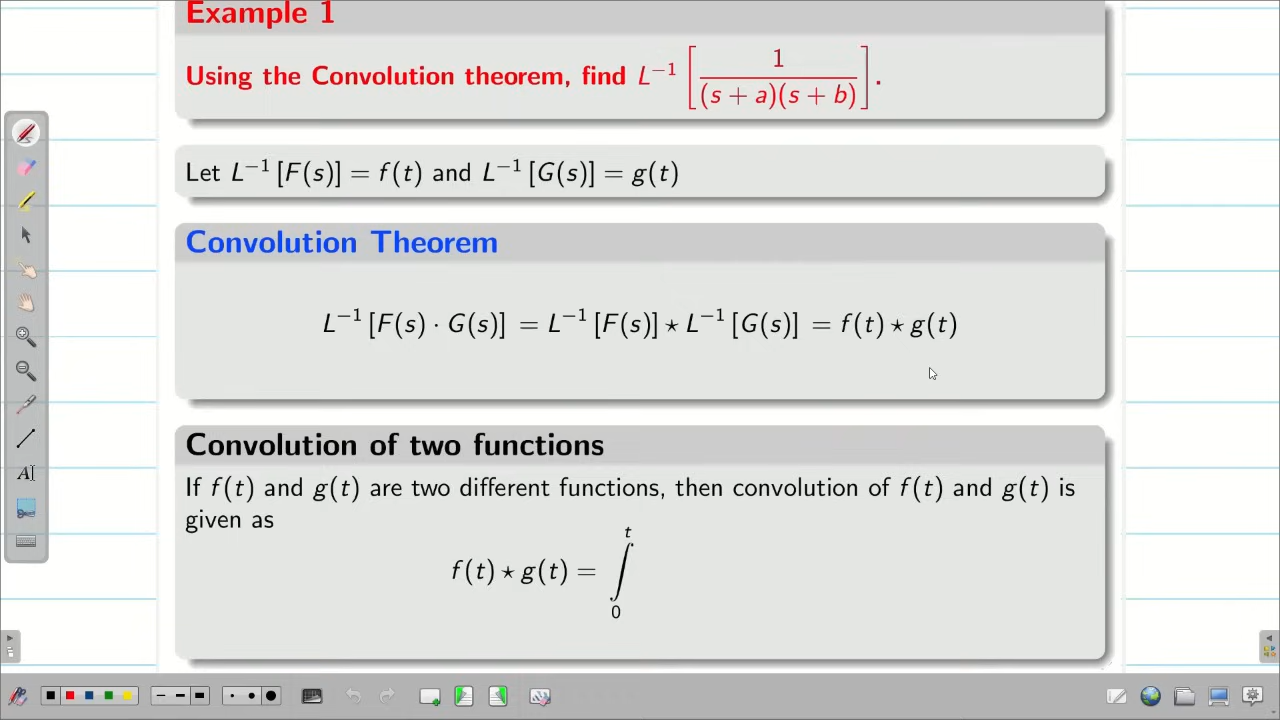 Example 1
Using the Convolution theorem, find L⁻¹ [ 1 / (s + a)(s + b) ].
Let L⁻¹ [F(s)] = f(t) and L⁻¹ [G(s)] = g(t)
Convolution Theorem
L⁻¹ [F(s) · G(s)] = L⁻¹ [F(s)] ⋆ L⁻¹ [G(s)] = f(t) ⋆ g(t)
Convolution of two functions
If f(t) and g(t) are two different functions, then convolution of f(t) and g(t) is
given as
f(t) ⋆ g(t) = ∫₀ᵗ